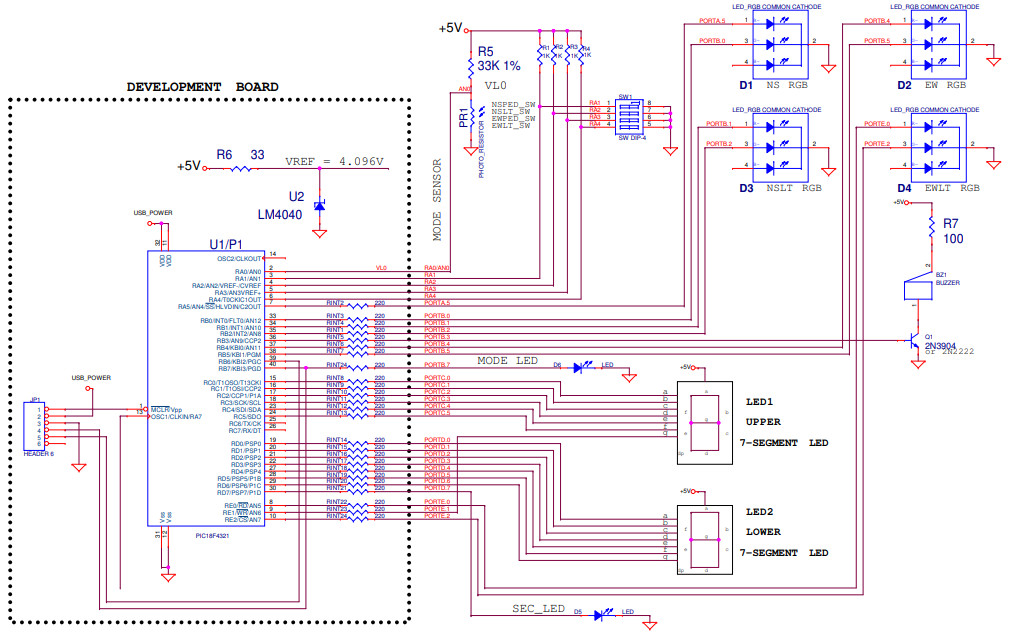 LED_RGB COMMON CATHODE
LED_RGB COMMON CATHODE
+5V
PORTA.5
1
PORTB.4
1
R5
33K 1%
R1
1K
R2
1K
R3
1K
R4
1K
PORTB.0
3
2
PORTB.5
3
2
4
4
VL0
AN0
D1 NS RGB
D2 EW RGB
DEVELOPMENT BOARD
PR1
PHOTO_RESISTOR
NSPED_SW
NSLT_SW
EWPED_SW
EWLT_SW
RA1 1
RA2 2
RA3 3
RA4 4
SW1
8
7
6
5
SW DIP-4
LED_RGB COMMON CATHODE
LED_RGB COMMON CATHODE
PORTB.1
1
PORTE.0
1
PORTB.2
3
2
PORTE.2
3
2
4
4
D3 NSLT RGB
D4 EWLT RGB
+5V
R6 33
VREF = 4.096V
U2
LM4040
MODE SENSOR
+5V
R7
100
2
BZ1
BUZZER
1
Q1
2N3904
or 2N2222
USB_POWER
32
11
VDD
VDD
U1/P1
OSC2/CLKOUT 14
RA0/AN0 2 VL0 RA0/AN0
RA1/AN1 3 RA1
RA2/AN2/VREF-/CVREF 4 RA2
RA3/AN3VREF+ 5 RA3
RA4/T0CKIC1OUT 6 RA4
RA5/AN4/SS/HLVDIN/C2OUT 7 RINT2 220 PORTA.5
RB0/INT0/FLT0/AN12 33 RINT3 220 PORTB.0
RB1/INT1/AN10 34 RINT4 220 PORTB.1
RB2/INT2/AN8 35 RINT5 220 PORTB.2
RB3/AN9/CCP2 36 RINT6 220 PORTB.3
RB4/KBI0/AN11 37 220 PORTB.4
RB5/KBI1/PGM 38 RINT7 220 PORTB.5
RB6/KBI2/PGC 39
RB7/KBI3/PGD 40 RINT24 220 PORTB.7
MODE LED D6 LED
RC0/T1OSO/T13CKI 15 RINT8 220 PORTC.0
RC1/T1OSI/CCP2 16 RINT9 220 PORTC.1
RC2/CCP1/P1A 17 RINT10 220 PORTC.2
RC3/SCK/SCL 18 RINT11 220 PORTC.3
RC4/SDI/SDA 23 RINT12 220 PORTC.4
RC5/SDO 24 RINT13 220 PORTC.5
RC6/TX/CK 25
RC7/RX/DT 26
RD0/PSP0 19 RINT14 220 PORTD.0
RD1/PSP1 20 RINT15 220 PORTD.1
RD2/PSP2 21 RINT16 220 PORTD.2
RD3/PSP3 22 RINT17 220 PORTD.3
RD4/PSP4 27 RINT18 220 PORTD.4
RD5/PSP5/P1B 28 RINT19 220 PORTD.5
RD6/PSP6/P1C 29 RINT20 220 PORTD.6
RD7/PSP7/P1D 30 RINT21 220 PORTD.7
RE0/RD/AN5 8 RINT22 220 PORTE.0
RE1/WR/AN6 9 RINT23 220 PORTE.1
RE2/CS/AN7 10 RINT24 220 PORTE.2
1 MCLR/Vpp
13 OSC1/CLKIN/RA7
31
12
VSS
VSS
PIC18F4321
USB_POWER
JP1
1
2
3
4
5
6
HEADER 6
+5V
LED1
UPPER
7-SEGMENT LED
+5V
LED2
LOWER
7-SEGMENT LED
SEC_LED D5 LED